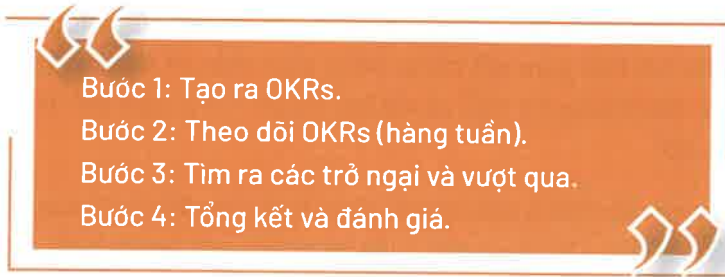 Bước 1: Tạo ra OKRs.
Bước 2: Theo dõi OKRs (hàng tuần).
Bước 3: Tìm ra các trở ngại và vượt qua.
Bước 4: Tổng kết và đánh giá.